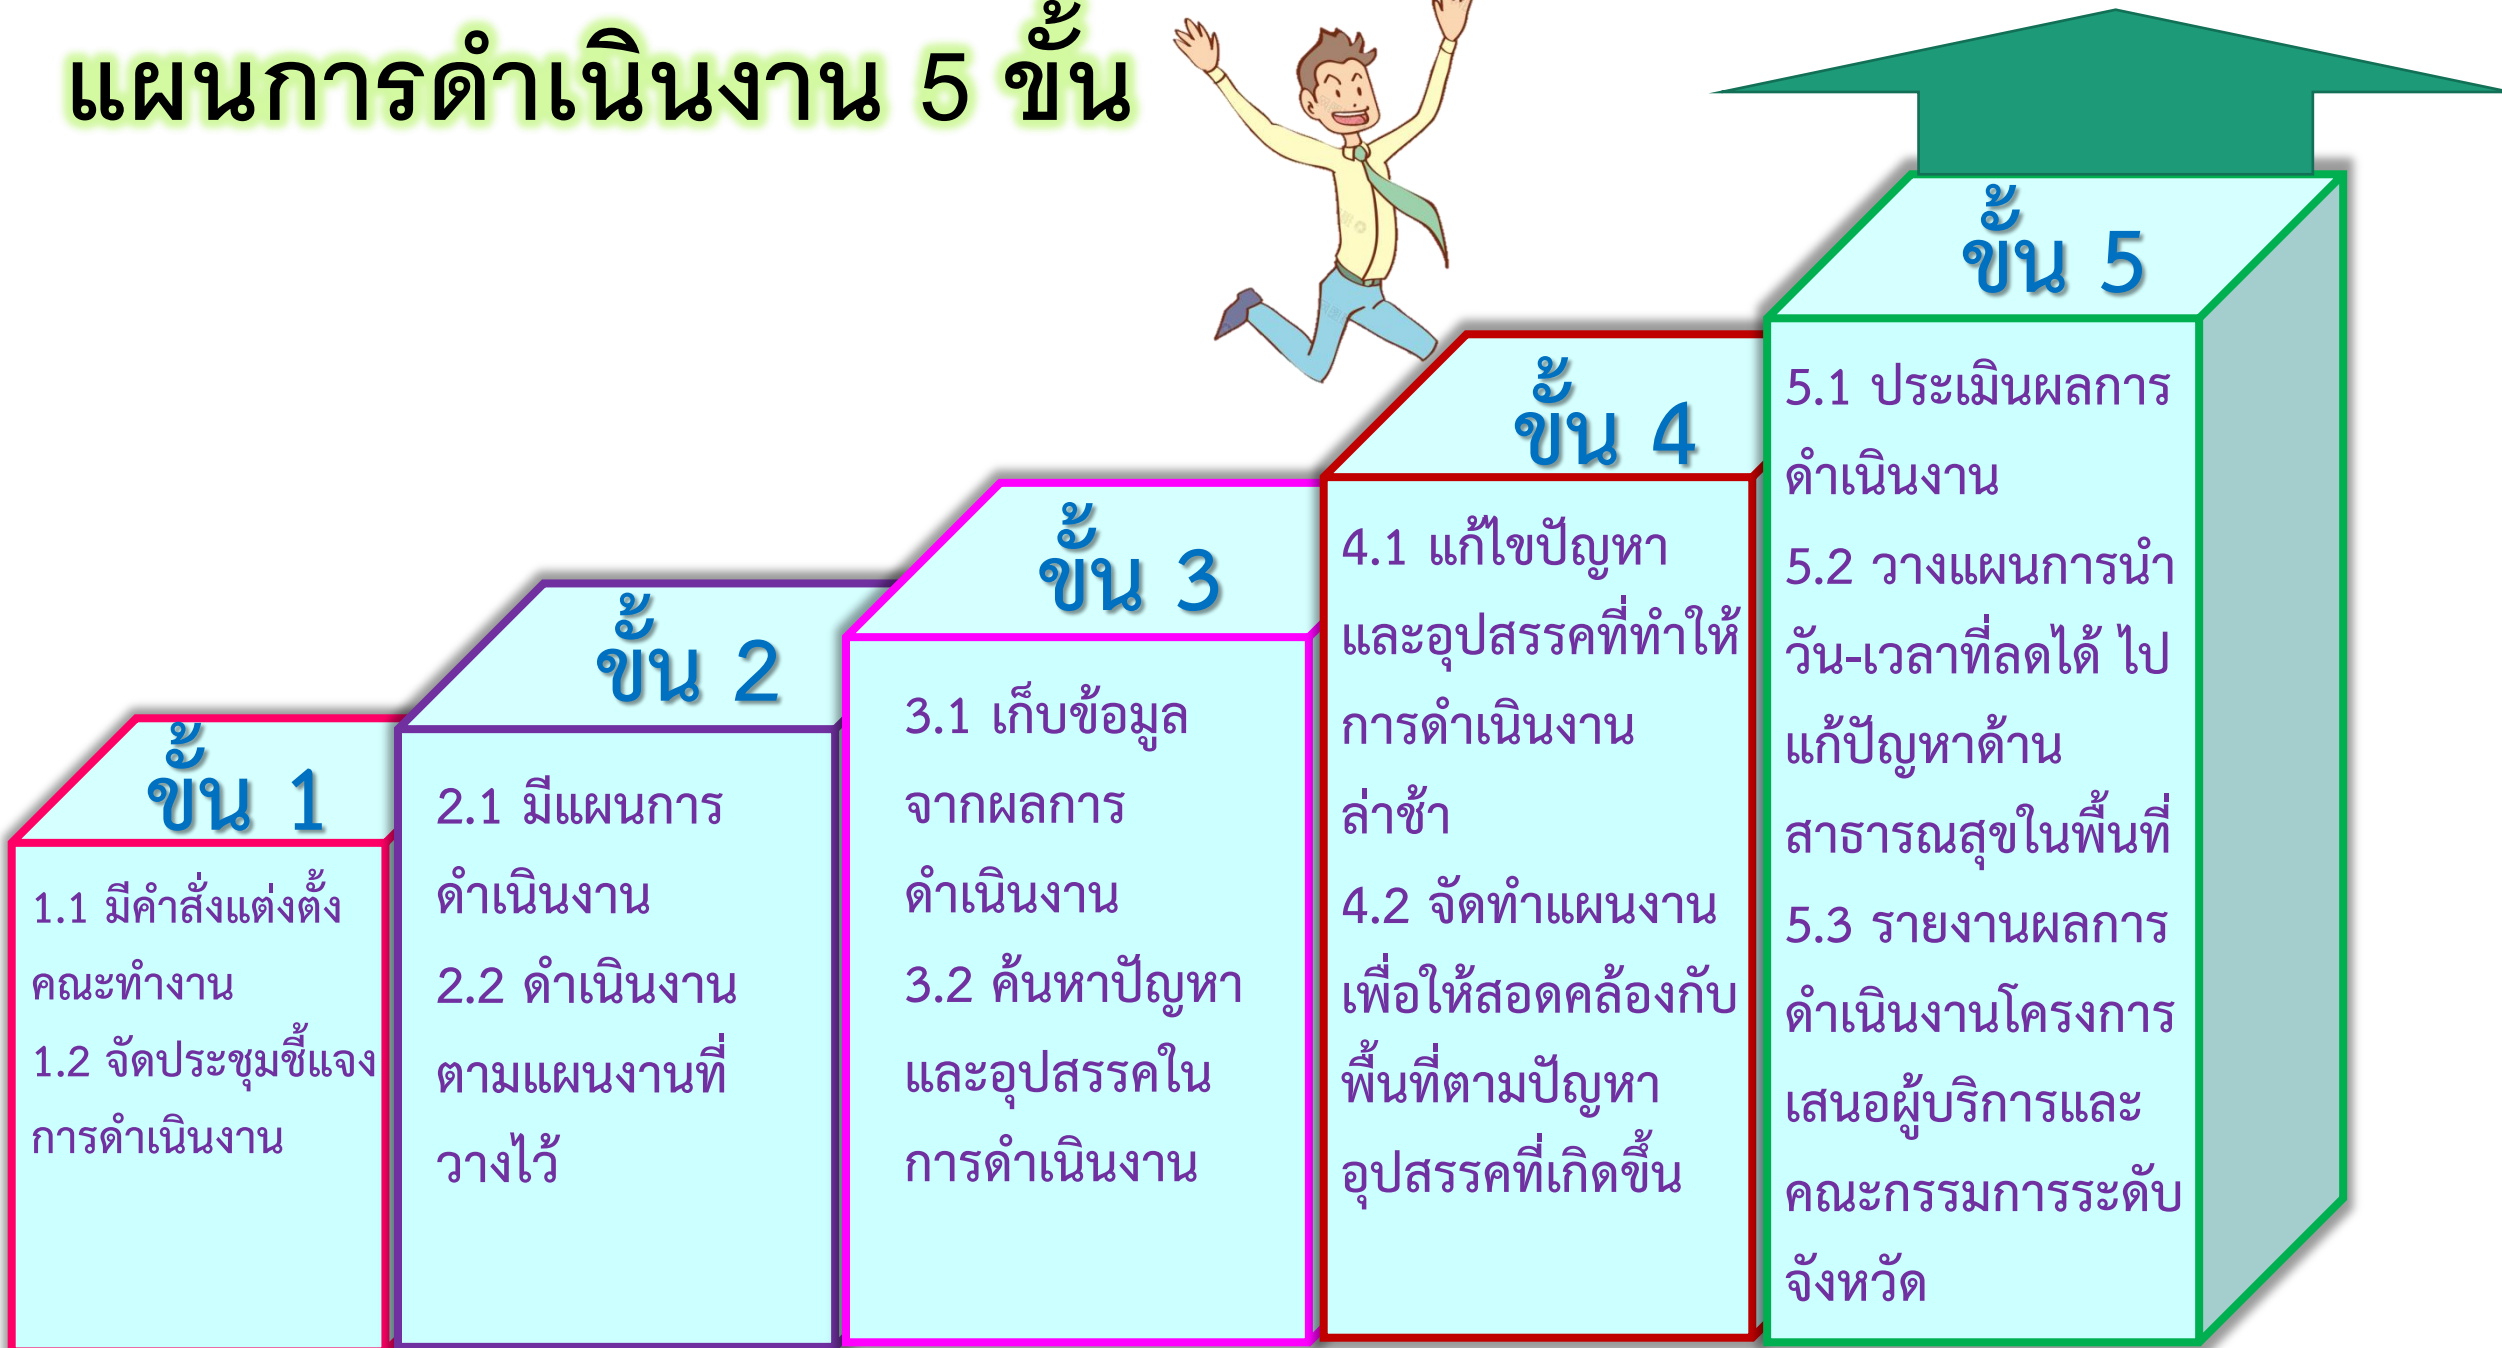 แผนการดำเนินงาน 5 ขั้น
ขั้น 1
1.1 มีคำสั่งแต่งตั้ง
คณะทำงาน
1.2 จัดประชุมชี้แจง
การดำเนินงาน
ขั้น 2
2.1 มีแผนการ
ดำเนินงาน
2.2 ดำเนินงาน
ตามแผนงานที่
วางไว้
ขั้น 3
3.1 เก็บข้อมูล
จากผลการ
ดำเนินงาน
3.2 ค้นหาปัญหา
และอุปสรรคใน
การดำเนินงาน
ขั้น 4
4.1 แก้ไขปัญหา
และอุปสรรคที่ทำให้
การดำเนินงาน
ล่าช้า
4.2 จัดทำแผนงาน
เพื่อให้สอดคล้องกับ
พื้นที่ตามปัญหา
อุปสรรคที่เกิดขึ้น
ขั้น 5
5.1 ประเมินผลการ
ดำเนินงาน
5.2 วางแผนการนำ
วัน-เวลาที่ลดได้ ไป
แก้ปัญหาด้าน
สาธารณสุขในพื้นที่
5.3 รายงานผลการ
ดำเนินงานโครงการ
เสนอผู้บริการและ
คณะกรรมการระดับ
จังหวัด